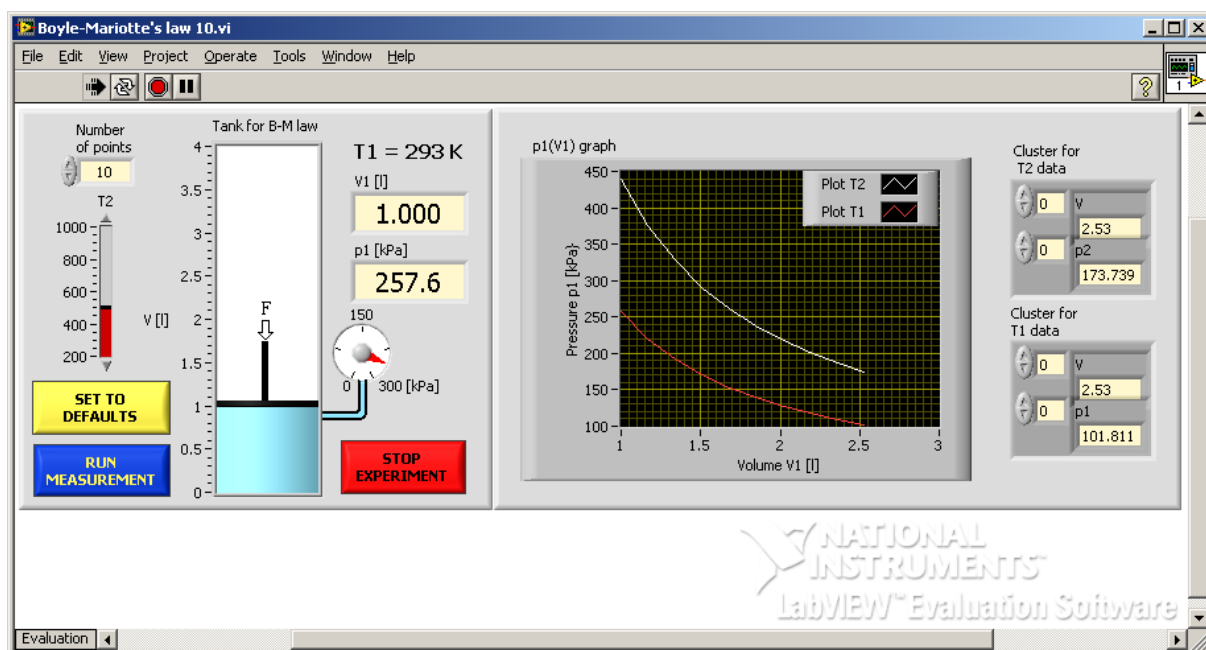 Boyle-Mariotte's law 10.vi
File Edit View Project Operate Tools Window Help
1
Number
of points
10
T2
1000
800
600
400
200
SET TO
DEFAULTS
RUN
MEASUREMENT
Tank for B-M law
4
3.5
3
2.5
V [l]
2
1.5
1
0.5
0
F
T1 = 293 K
V1 [l]
1.000
p1 [kPa]
257.6
150
0
300 [kPa]
STOP
EXPERIMENT
p1(V1) graph
Plot T2
Plot T1
Pressure p1 [kPa}
450
400
350
300
250
200
150
100
1 1.5 2 2.5 3
Volume V1 [l]
Cluster for
T2 data
0 V
2.53
0 p2
173.739
Cluster for
T1 data
0 V
2.53
0 p1
101.811
NATIONAL
INSTRUMENTS™
LabVIEW™ Evaluation Software
Evaluation